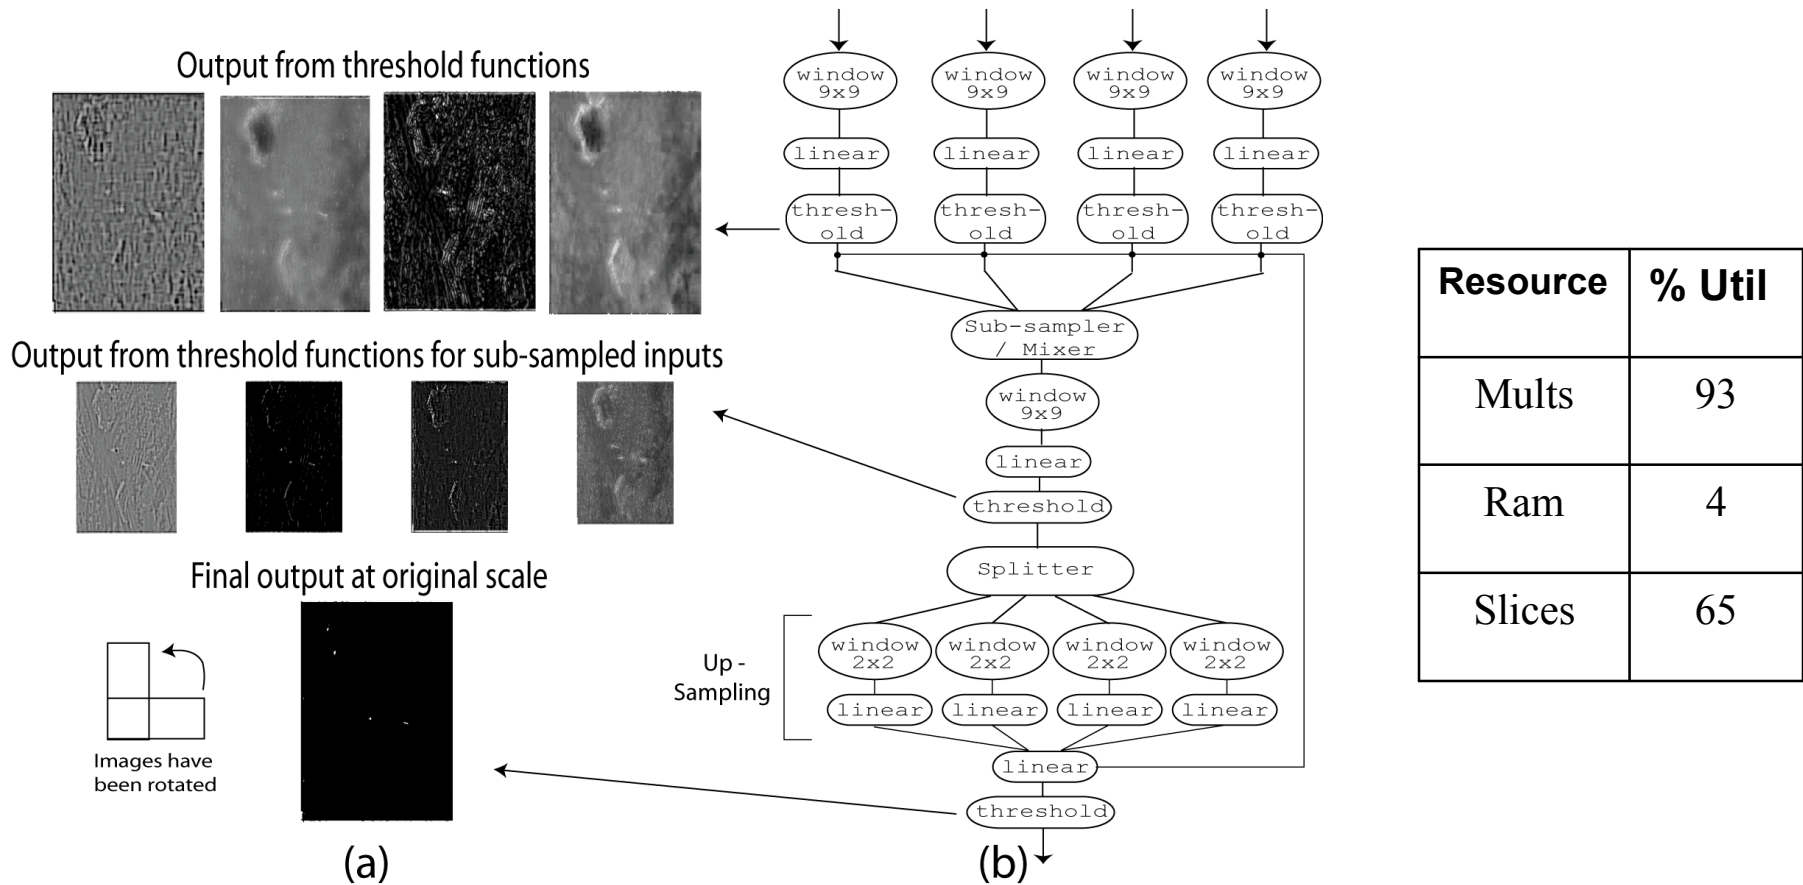 Output from threshold functions
Output from threshold functions for sub-sampled inputs
Final output at original scale
Images have
been rotated
(a)
window window window window
9x9 9x9 9x9 9x9
linear linear linear linear
thresh- thresh- thresh- thresh-
old old old old
Sub-sampler
/ Mixer
window
9x9
linear
threshold
Splitter
Up -
Sampling
window window window window
2x2 2x2 2x2 2x2
linear linear linear linear
linear
threshold
(b)
Resource % Util
Mults 93
Ram 4
Slices 65